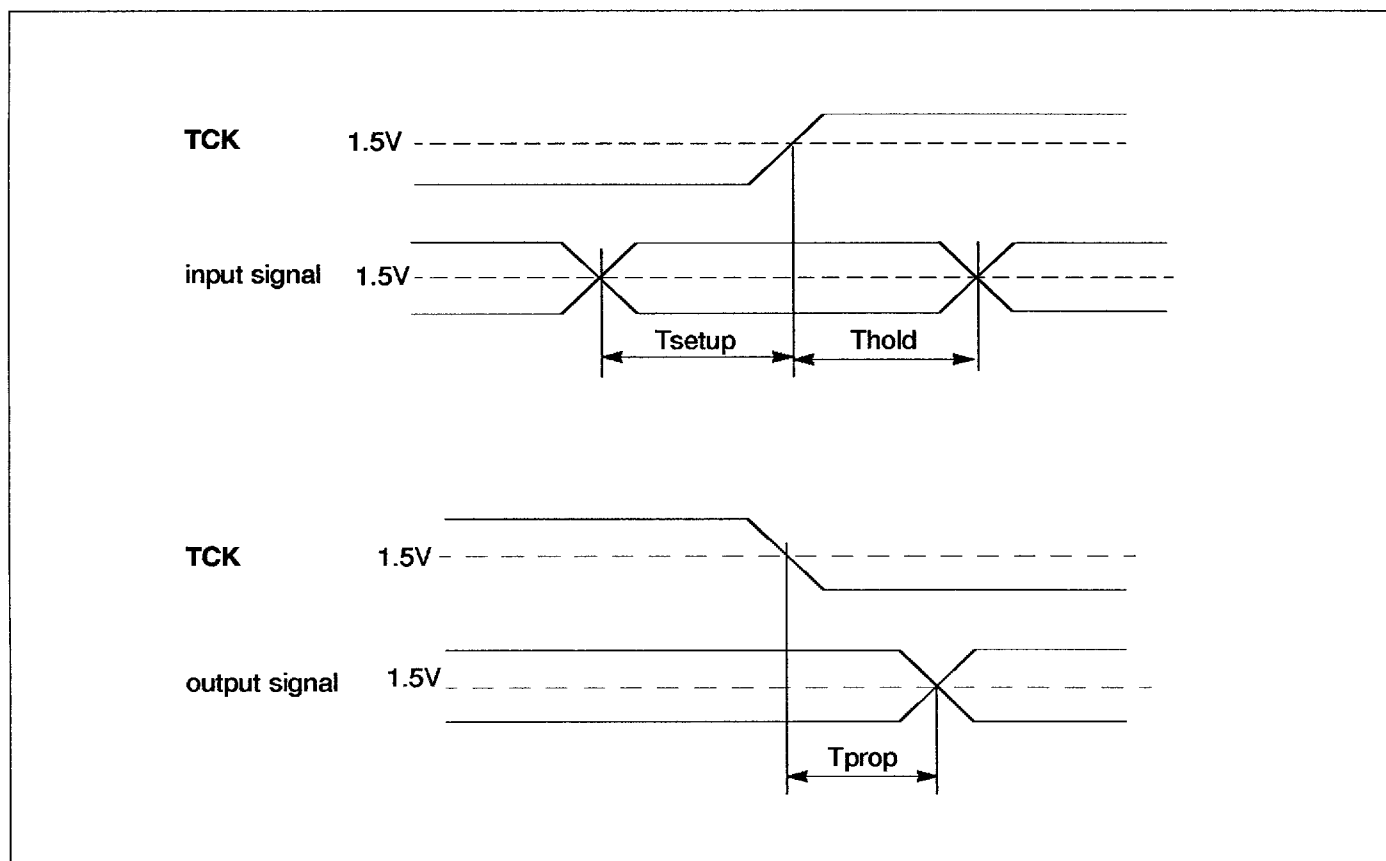 TCK 1.5V
input signal 1.5V
Tsetup Thold
TCK 1.5V
output signal 1.5V
Tprop